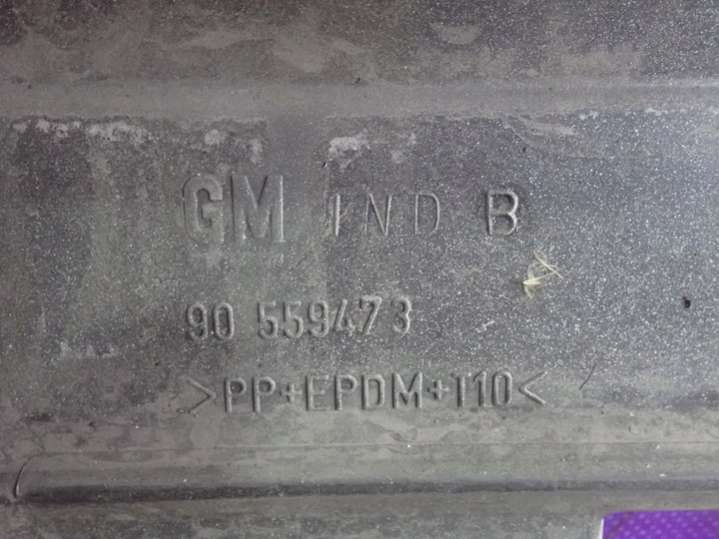 GM IND B
90 559473
>PP+EPDM+T10<